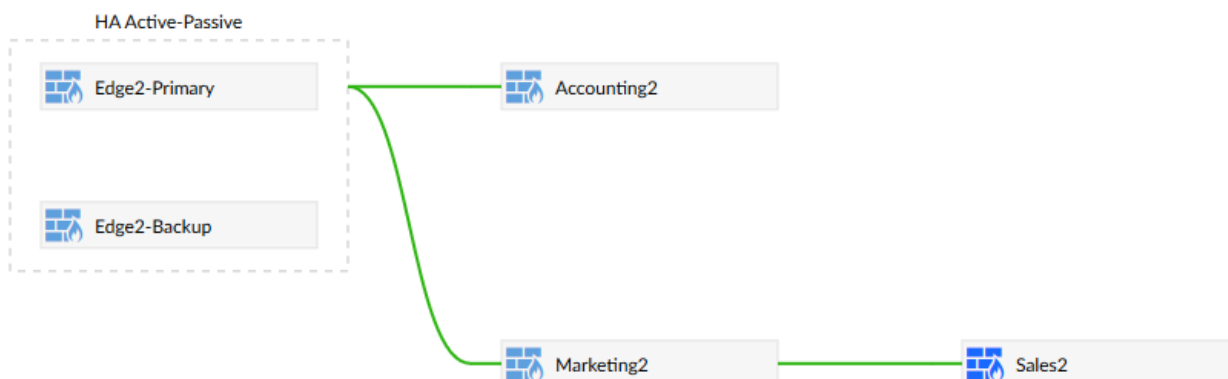 HA Active-Passive
Edge2-Primary
Accounting2
Edge2-Backup
Marketing2
Sales2